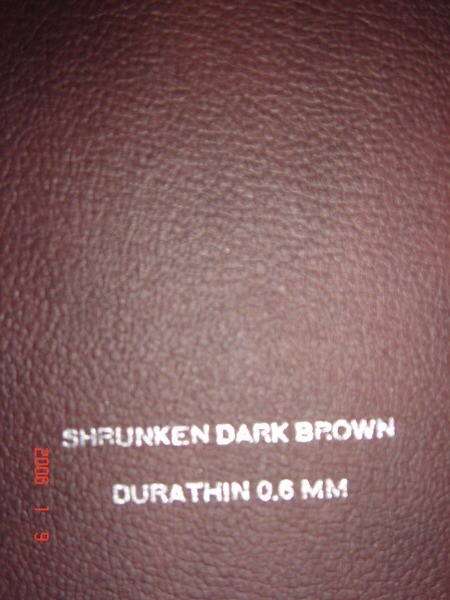 SHRUNKEN DARK BROWN
DURATHIN 0.6 MM
2006 1 9